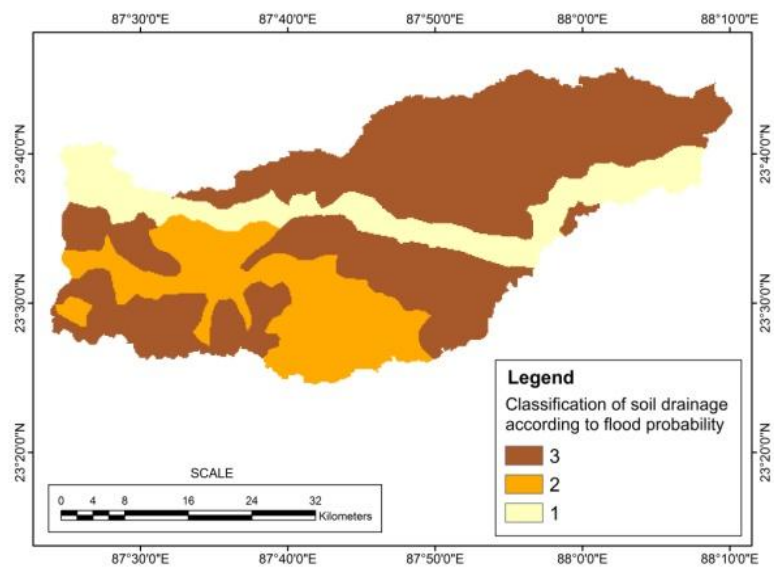 87°30'0"E 87°40'0"E 87°50'0"E 88°0'0"E 88°10'0"E
23°40'0"N 23°40'0"N
23°30'0"N 23°30'0"N
23°20'0"N 23°20'0"N
Legend
Classification of soil drainage
according to flood probability
3
2
1
SCALE
0 4 8 16 24 32
Kilometers
87°30'0"E 87°40'0"E 87°50'0"E 88°0'0"E 88°10'0"E